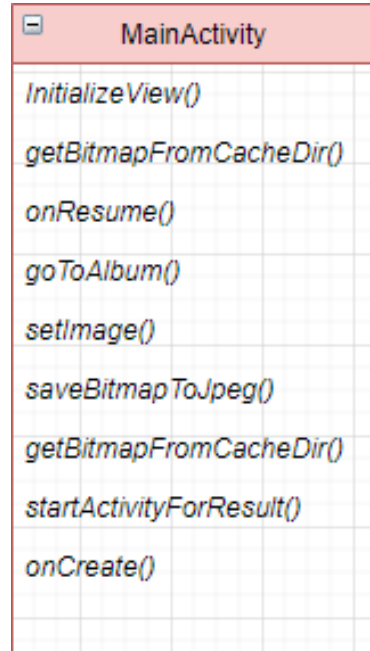 MainActivity
InitializeView()
getBitmapFromCacheDir()
onResume()
goToAlbum()
setImage()
saveBitmapToJpeg()
getBitmapFromCacheDir()
startActivityForResult()
onCreate()